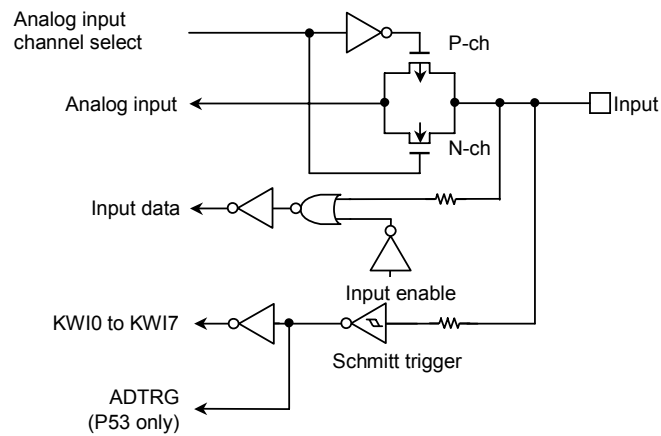 Analog input
channel select
P-ch
Analog input
Input
N-ch
Input data
Input enable
KWI0 to KWI7
Schmitt trigger
ADTRG
(P53 only)